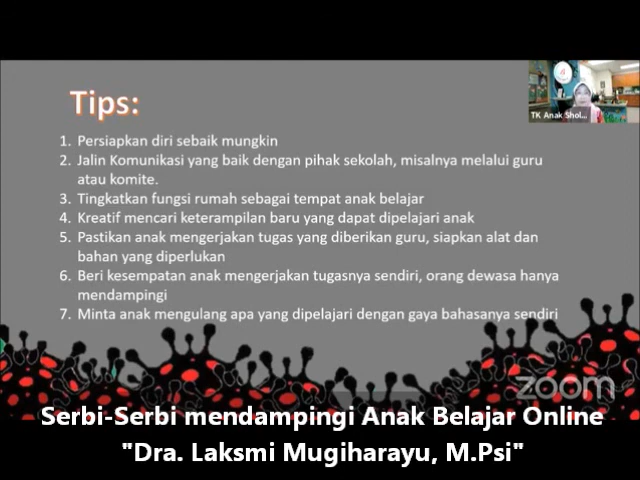 Tips:
TK Anak Shol...
1. Persiapkan diri sebaik mungkin
2. Jalin Komunikasi yang baik dengan pihak sekolah, misalnya melalui guru
atau komite.
3. Tingkatkan fungsi rumah sebagai tempat anak belajar
4. Kreatif mencari keterampilan baru yang dapat dipelajari anak
5. Pastikan anak mengerjakan tugas yang diberikan guru, siapkan alat dan
bahan yang diperlukan
6. Beri kesempatan anak mengerjakan tugasnya sendiri, orang dewasa hanya
mendampingi
7. Minta anak mengulang apa yang dipelajari dengan gaya bahasanya sendiri
zoom
Serbi-Serbi mendampingi Anak Belajar Online
"Dra. Laksmi Mugiharayu, M.Psi"